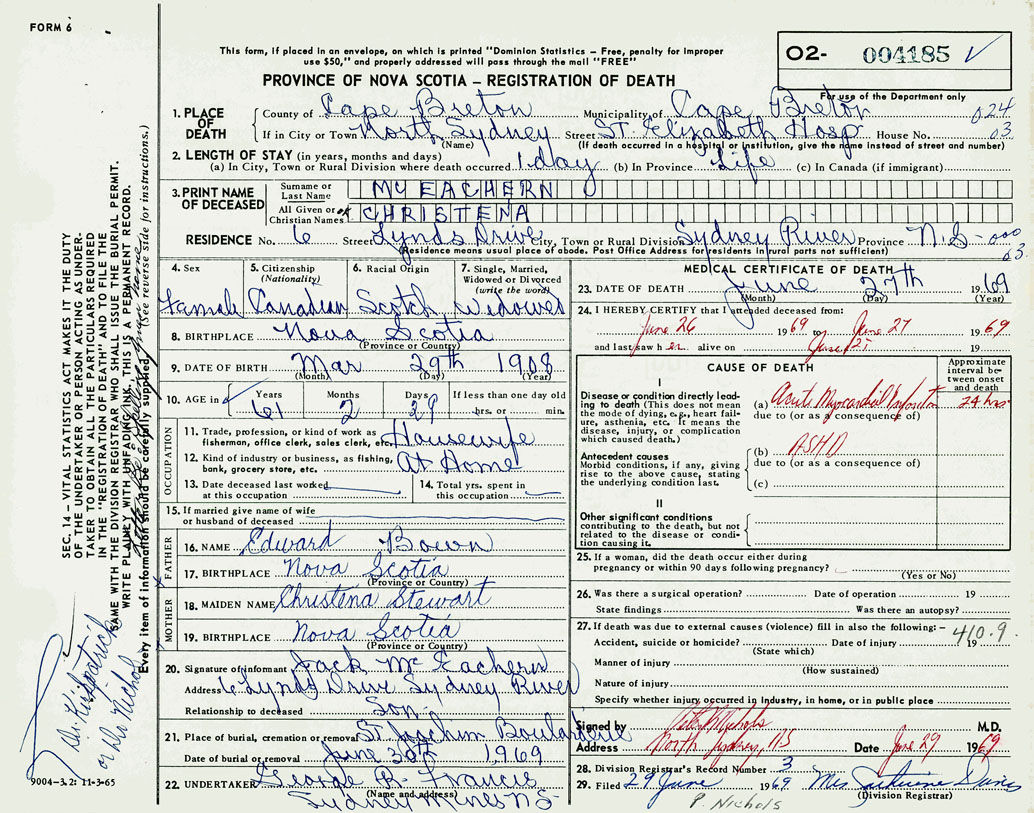 FORM 6
This form, if placed in an envelope, on which is printed "Dominion Statistics – Free, penalty for improper
use $50," and properly addressed will pass through the mail "FREE"
PROVINCE OF NOVA SCOTIA – REGISTRATION OF DEATH
O2- 004185 √
For use of the Department only
024
03
1. PLACE OF DEATH County of Cape Breton Municipality of Cape Breton
If in City or Town North Sydney Street St. Elizabeth Hosp House No.
(Name) (If death occurred in a hospital or institution, give the name instead of street and number)
2. LENGTH OF STAY (in years, months and days)
(a) In City, Town or Rural Division where death occurred 1 day (b) In Province Life (c) In Canada (if immigrant)
3. PRINT NAME OF DECEASED Surname or Last Name McEACHERN
All Given or Christian Names CHRISTENA
RESIDENCE No. 6 Street Lynds Drive City, Town or Rural Division Sydney River Province N.S- 000
03
(Residence means usual place of abode. Post Office Address for residents in rural parts not sufficient)
4. Sex Female
5. Citizenship (Nationality) Canadian
6. Racial Origin Scotch
7. Single, Married, Widowed or Divorced (write the word) Widowed
8. BIRTHPLACE Nova Scotia
(Province or Country)
9. DATE OF BIRTH Mar 29th 1908
(Month) (Day) (Year)
10. AGE in Years 61 Months 2 Days 29 If less than one day old
hrs. or min.
OCCUPATION
11. Trade, profession, or kind of work as fisherman, office clerk, sales clerk, etc. Housewife
12. Kind of industry or business, as fishing, bank, grocery store, etc. At Home
13. Date deceased last worked at this occupation
14. Total yrs. spent in this occupation
15. If married give name of wife
or husband of deceased
FATHER
16. NAME Edward Bown
17. BIRTHPLACE Nova Scotia
(Province or Country)
MOTHER
18. MAIDEN NAME Christena Stewart
19. BIRTHPLACE Nova Scotia
(Province or Country)
20. Signature of informant Jack McEachern
Address 6 Lynds Drive Sydney River
Relationship to deceased Son
21. Place of burial, cremation or removal St Joachim Boularderie
Date of burial or removal June 30th 1969
22. UNDERTAKER George R. Francis
(Name and address)
Sydney Mines NS
MEDICAL CERTIFICATE OF DEATH
23. DATE OF DEATH June 27th 1969
(Month) (Day) (Year)
24. I HEREBY CERTIFY that I attended deceased from:
June 26 1969 to June 27 1969
and last saw her alive on June 27 19
CAUSE OF DEATH
Approximate interval between onset and death
I
Disease or condition directly leading to death (This does not mean the mode of dying, e.g., heart failure, asthenia, etc. It means the disease, injury, or complication which caused death.)
(a) Acute Myocardial Infarction 24 hrs
due to (or as a consequence of)
Antecedent causes
Morbid conditions, if any, giving rise to the above cause, stating the underlying condition last.
(b) ASHD
due to (or as a consequence of)
(c)
II
Other significant conditions
contributing to the death, but not related to the disease or condition causing it.
25. If a woman, did the death occur either during
pregnancy or within 90 days following pregnancy?
(Yes or No)
26. Was there a surgical operation? Date of operation 19
State findings Was there an autopsy?
27. If death was due to external causes (violence) fill in also the following: – 410.9.
Accident, suicide or homicide? Date of injury 19
(State which)
Manner of injury
(How sustained)
Nature of injury
Specify whether injury occurred in Industry, in home, or in public place
Signed by Peter M Nichols M.D.
Address North Sydney, N.S Date June 29 1969
28. Division Registrar's Record Number 3
29. Filed 29 June 1969 Mrs Davis
(Division Registrar)
P. Nichols
SEC. 14 – VITAL STATISTICS ACT MAKES IT THE DUTY
OF THE UNDERTAKER OR PERSON ACTING AS UNDER-
TAKER TO OBTAIN ALL THE PARTICULARS REQUIRED
IN THE "REGISTRATION OF DEATH" AND TO FILE THE
SAME WITH THE DIVISION REGISTRAR WHO SHALL ISSUE THE BURIAL PERMIT.
WRITE PLAINLY WITH UNFADING INK, THIS IS A PERMANENT RECORD.
Every item of information should be carefully supplied. (See reverse side for instructions.)
Dr. Kirkpatrick
or Dr Nichols
9004–3.2: 11-3-65